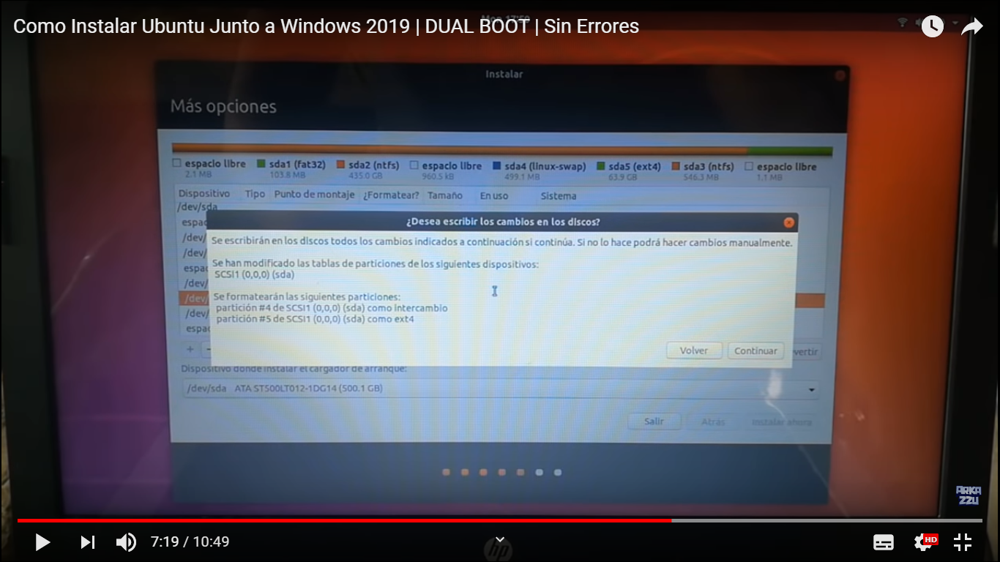 Como Instalar Ubuntu Junto a Windows 2019 | DUAL BOOT | Sin Errores
Mon 17:50
Instalar
Más opciones
espacio libre sda1 (fat32) sda2 (ntfs) espacio libre sda4 (linux-swap) sda5 (ext4) sda3 (ntfs) espacio libre
2.1 MB 103.8 MB 435.0 GB 960.5 kB 499.1 MB 63.9 GB 546.3 MB 1.1 MB
Dispositivo Tipo Punto de montaje ¿Formatear? Tamaño En uso Sistema
/dev/sda
¿Desea escribir los cambios en los discos?
espac
Se escribirán en los discos todos los cambios indicados a continuación si continúa. Si no lo hace podrá hacer cambios manualmente.
/dev/
/dev/
Se han modificado las tablas de particiones de los siguientes dispositivos:
espac
SCSI1 (0,0,0) (sda)
/dev/
/dev/
Se formatearán las siguientes particiones:
partición #4 de SCSI1 (0,0,0) (sda) como intercambio
/dev/
partición #5 de SCSI1 (0,0,0) (sda) como ext4
espac
+ -
Volver Continuar
vertir
Dispositivo donde instalar el cargador de arranque:
/dev/sda ATA ST500LT012-1DG14 (500.1 GB)
Salir Atrás Instalar ahora
ARKA
ZZU
7:19 / 10:49
HD
hp